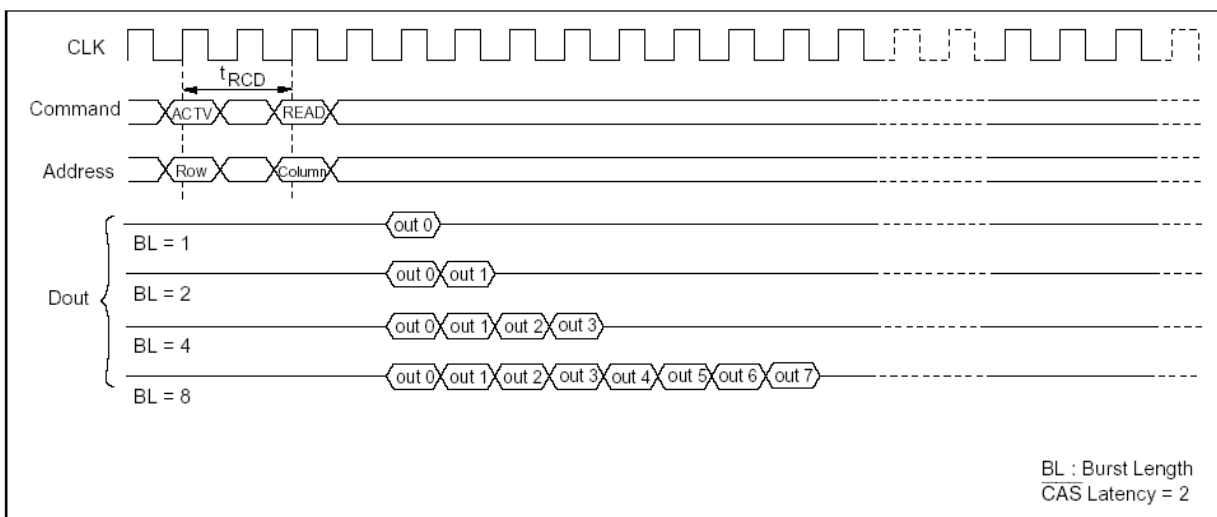 CLK
tRCD
Command ACTV READ
Address Row Column
Dout
out 0
BL = 1
out 0 out 1
BL = 2
out 0 out 1 out 2 out 3
BL = 4
out 0 out 1 out 2 out 3 out 4 out 5 out 6 out 7
BL = 8
BL : Burst Length
CAS Latency = 2